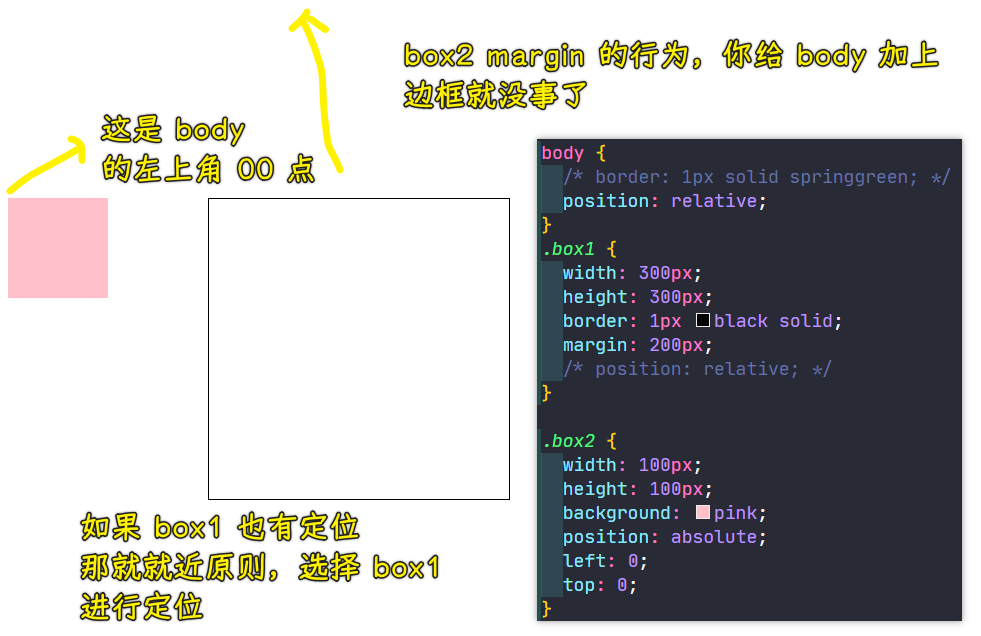 box2 margin 的行为，你给 body 加上
边框就没事了
这是 body
的左上角 00 点
body {
/* border: 1px solid springgreen; */
position: relative;
}
.box1 {
width: 300px;
height: 300px;
border: 1px black solid;
margin: 200px;
/* position: relative; */
}
.box2 {
width: 100px;
height: 100px;
background: pink;
position: absolute;
left: 0;
top: 0;
}
如果 box1 也有定位
那就就近原则，选择 box1
进行定位